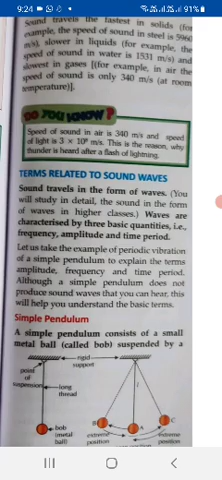 9:24
91%
Sound travels the fastest in solids (for
example, the speed of sound in steel is 5960
m/s), slower in liquids (for example, the
speed of sound in water is 1531 m/s) and
slowest in gases [(for example, in air the
speed of sound is only 340 m/s (at room
temperature)].
DO YOU KNOW?
Speed of sound in air is 340 m/s and speed
of light is 3 × 10⁸ m/s. This is the reason, why
thunder is heard after a flash of lightning.
TERMS RELATED TO SOUND WAVES
Sound travels in the form of waves. (You
will study in detail, the sound in the form
of waves in higher classes.) Waves are
characterised by three basic quantities, i.e.,
frequency, amplitude and time period.
Let us take the example of periodic vibration
of a simple pendulum to explain the terms
amplitude, frequency and time period.
Although a simple pendulum does not
produce sound waves that you can hear, this
will help you understand the basic terms.
Simple Pendulum
A simple pendulum consists of a small
metal ball (called bob) suspended by a
rigid
support
point
of
suspension
long
thread
l
bob
(metal
ball)
B
A
C
extreme
position
extreme
position